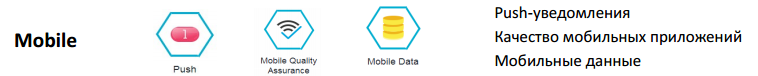 Mobile
1
Push
Mobile Quality
Assurance
Mobile Data
Push-уведомления
Качество мобильных приложений
Мобильные данные